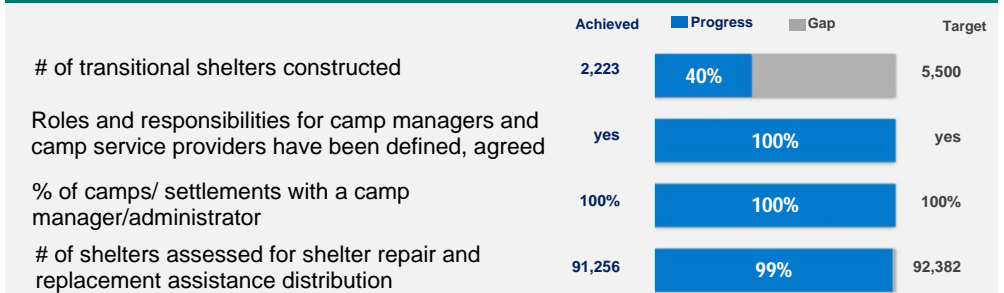 Achieved Progress Gap Target
# of transitional shelters constructed 2,223 40% 5,500
Roles and responsibilities for camp managers and
camp service providers have been defined, agreed yes 100% yes
% of camps/ settlements with a camp
manager/administrator 100% 100% 100%
# of shelters assessed for shelter repair and
replacement assistance distribution 91,256 99% 92,382